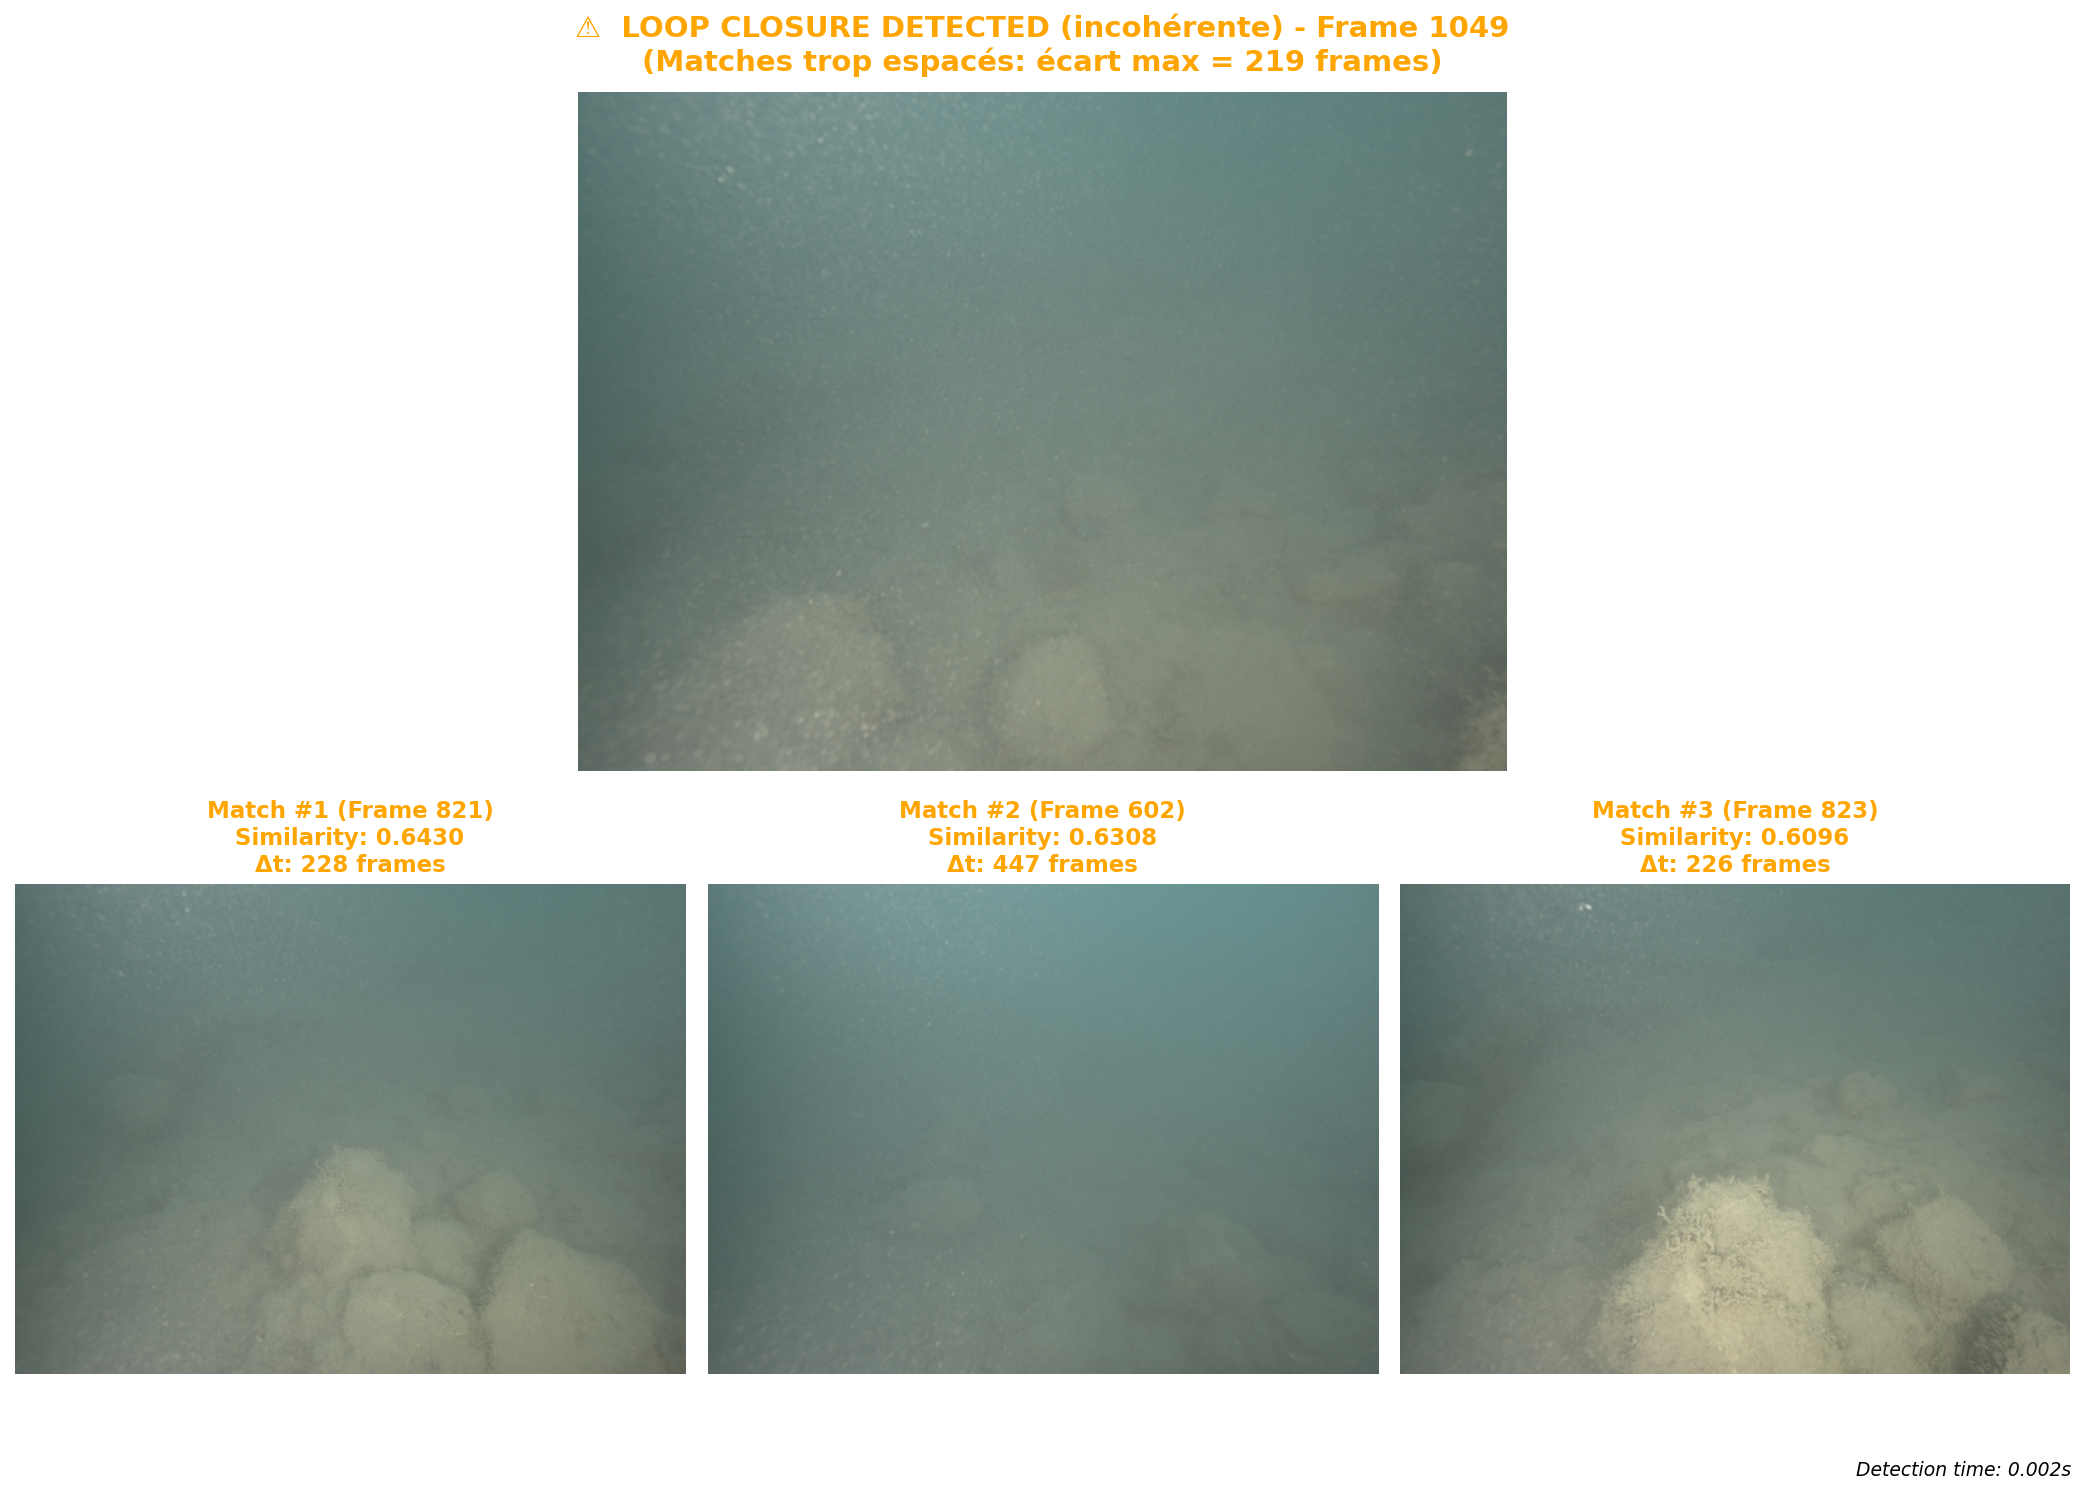 ⚠ LOOP CLOSURE DETECTED (incohérente) - Frame 1049
(Matches trop espacés: écart max = 219 frames)
Match #1 (Frame 821)
Similarity: 0.6430
Δt: 228 frames
Match #2 (Frame 602)
Similarity: 0.6308
Δt: 447 frames
Match #3 (Frame 823)
Similarity: 0.6096
Δt: 226 frames
Detection time: 0.002s